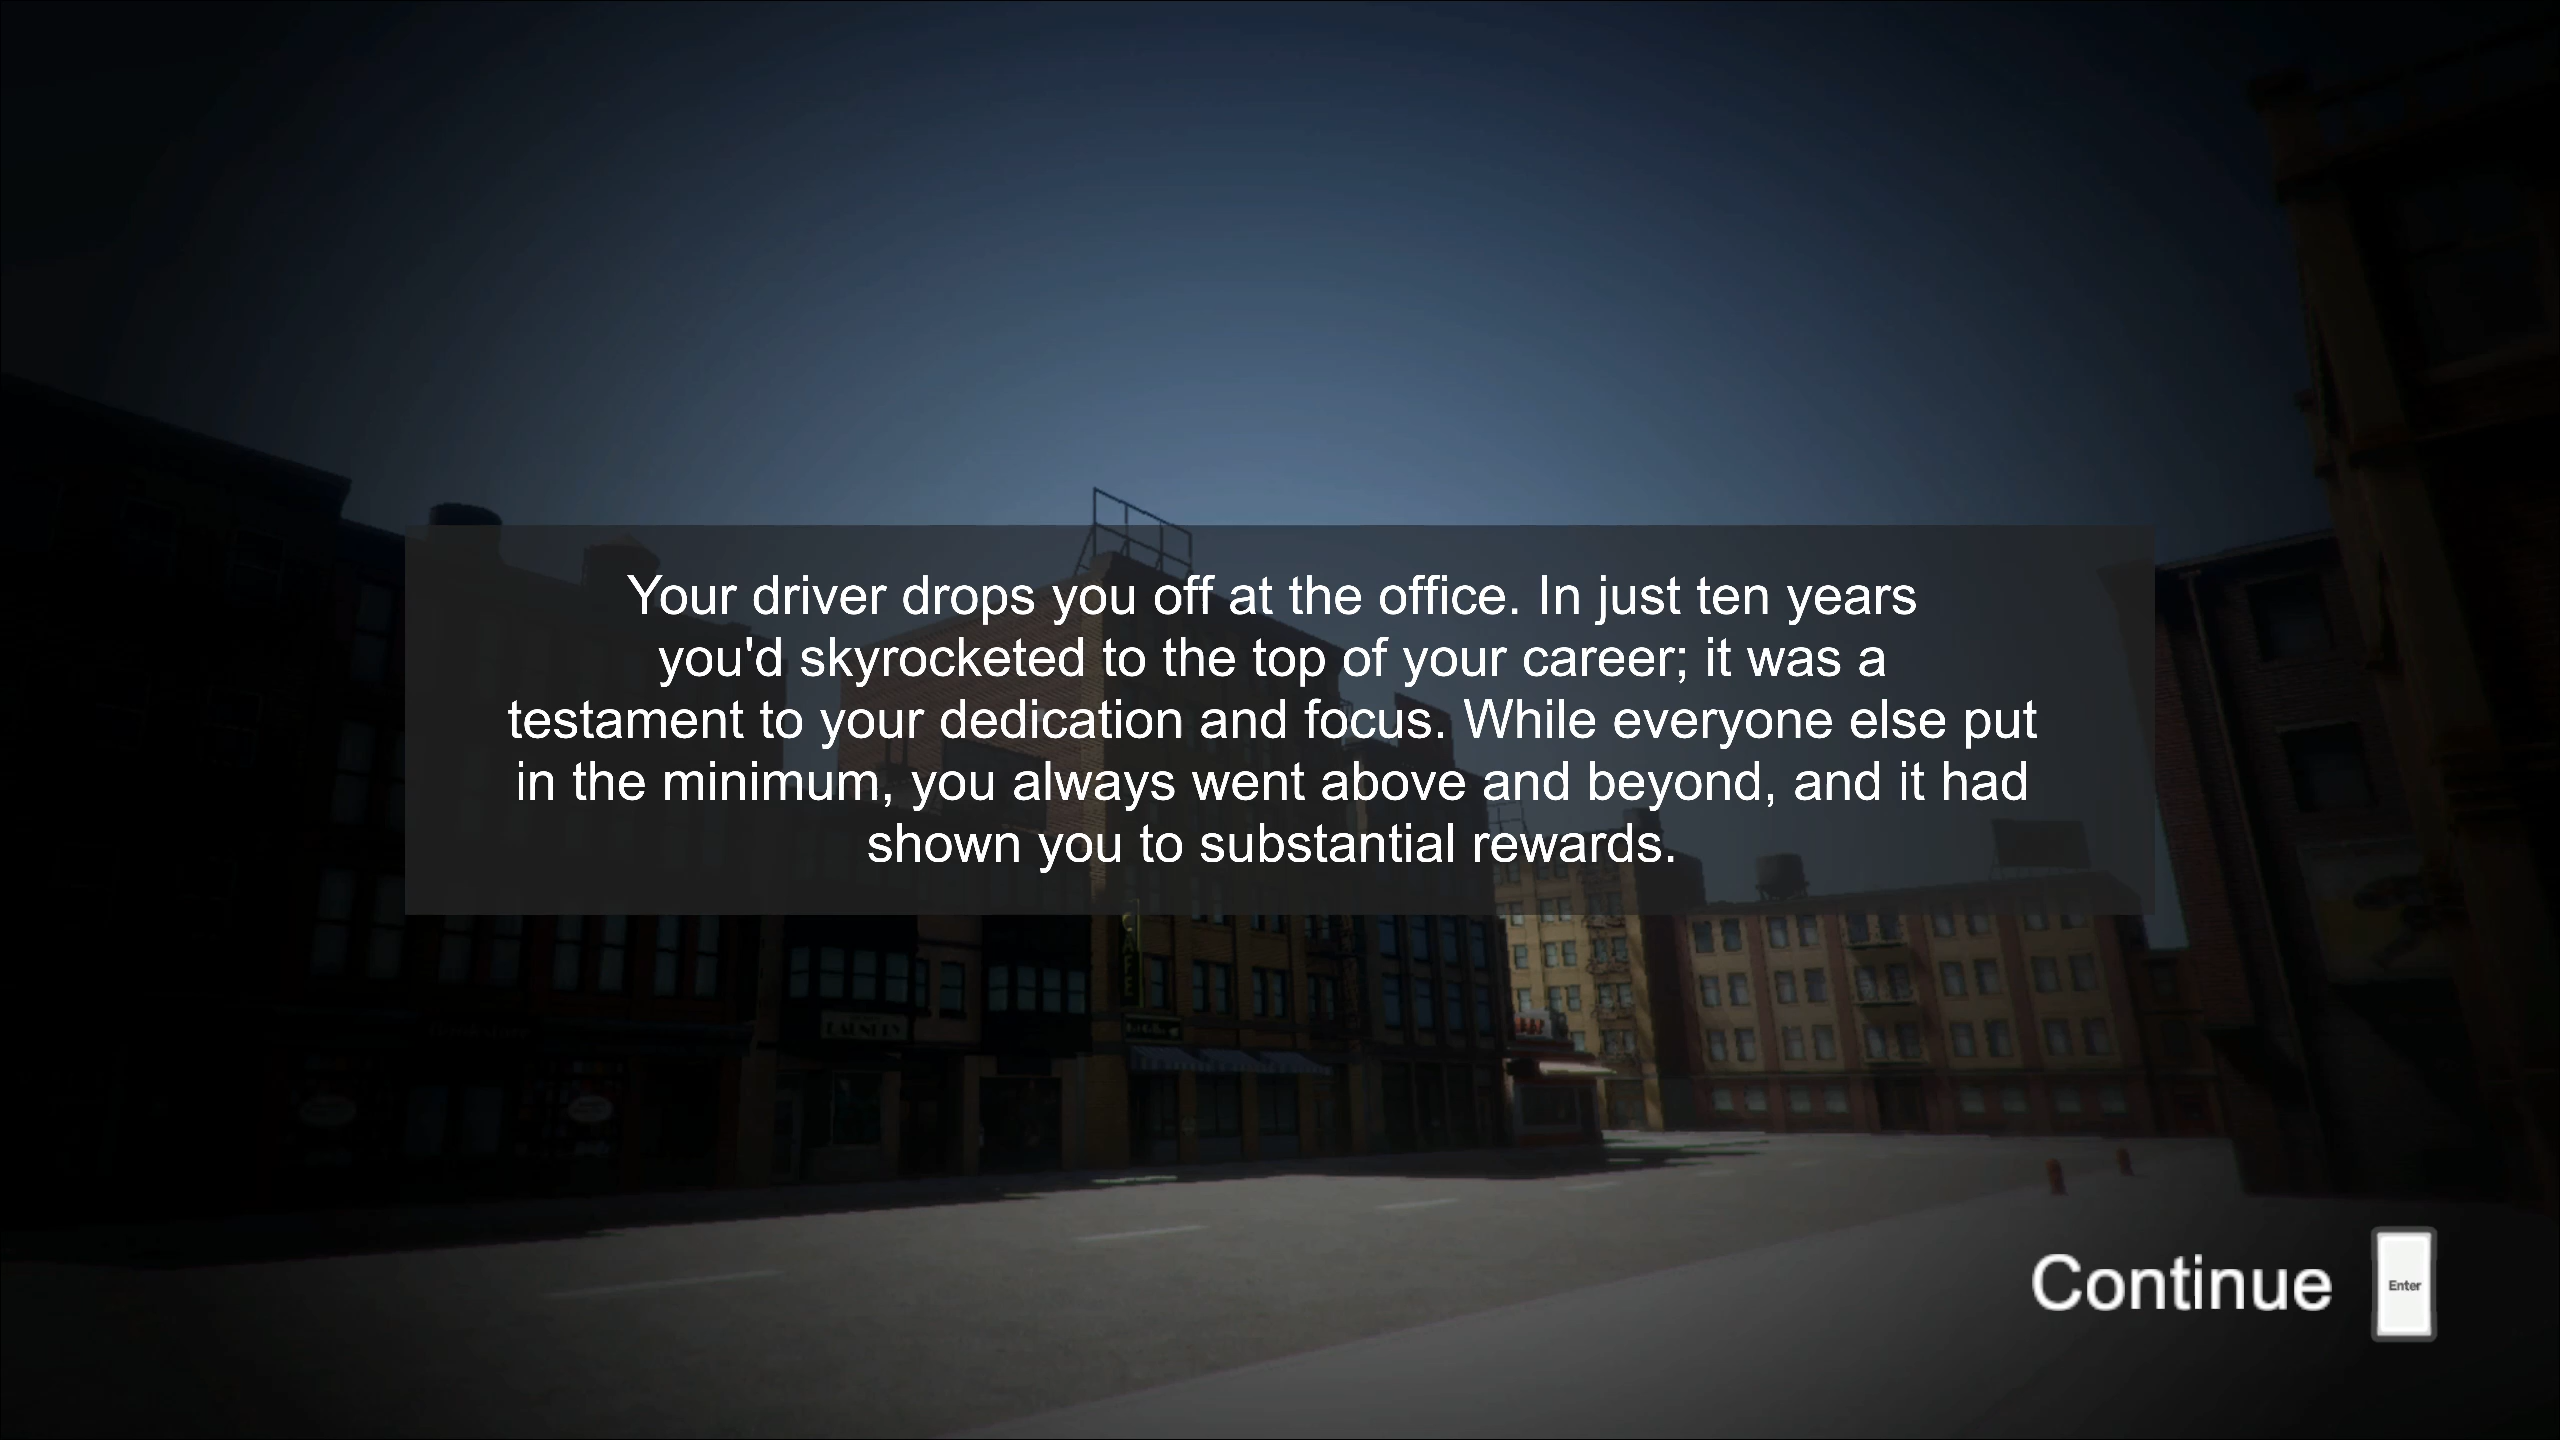 Your driver drops you off at the office. In just ten years
you'd skyrocketed to the top of your career; it was a
testament to your dedication and focus. While everyone else put
in the minimum, you always went above and beyond, and it had
shown you to substantial rewards.
CAFE
LAUNDRY
Continue
Enter